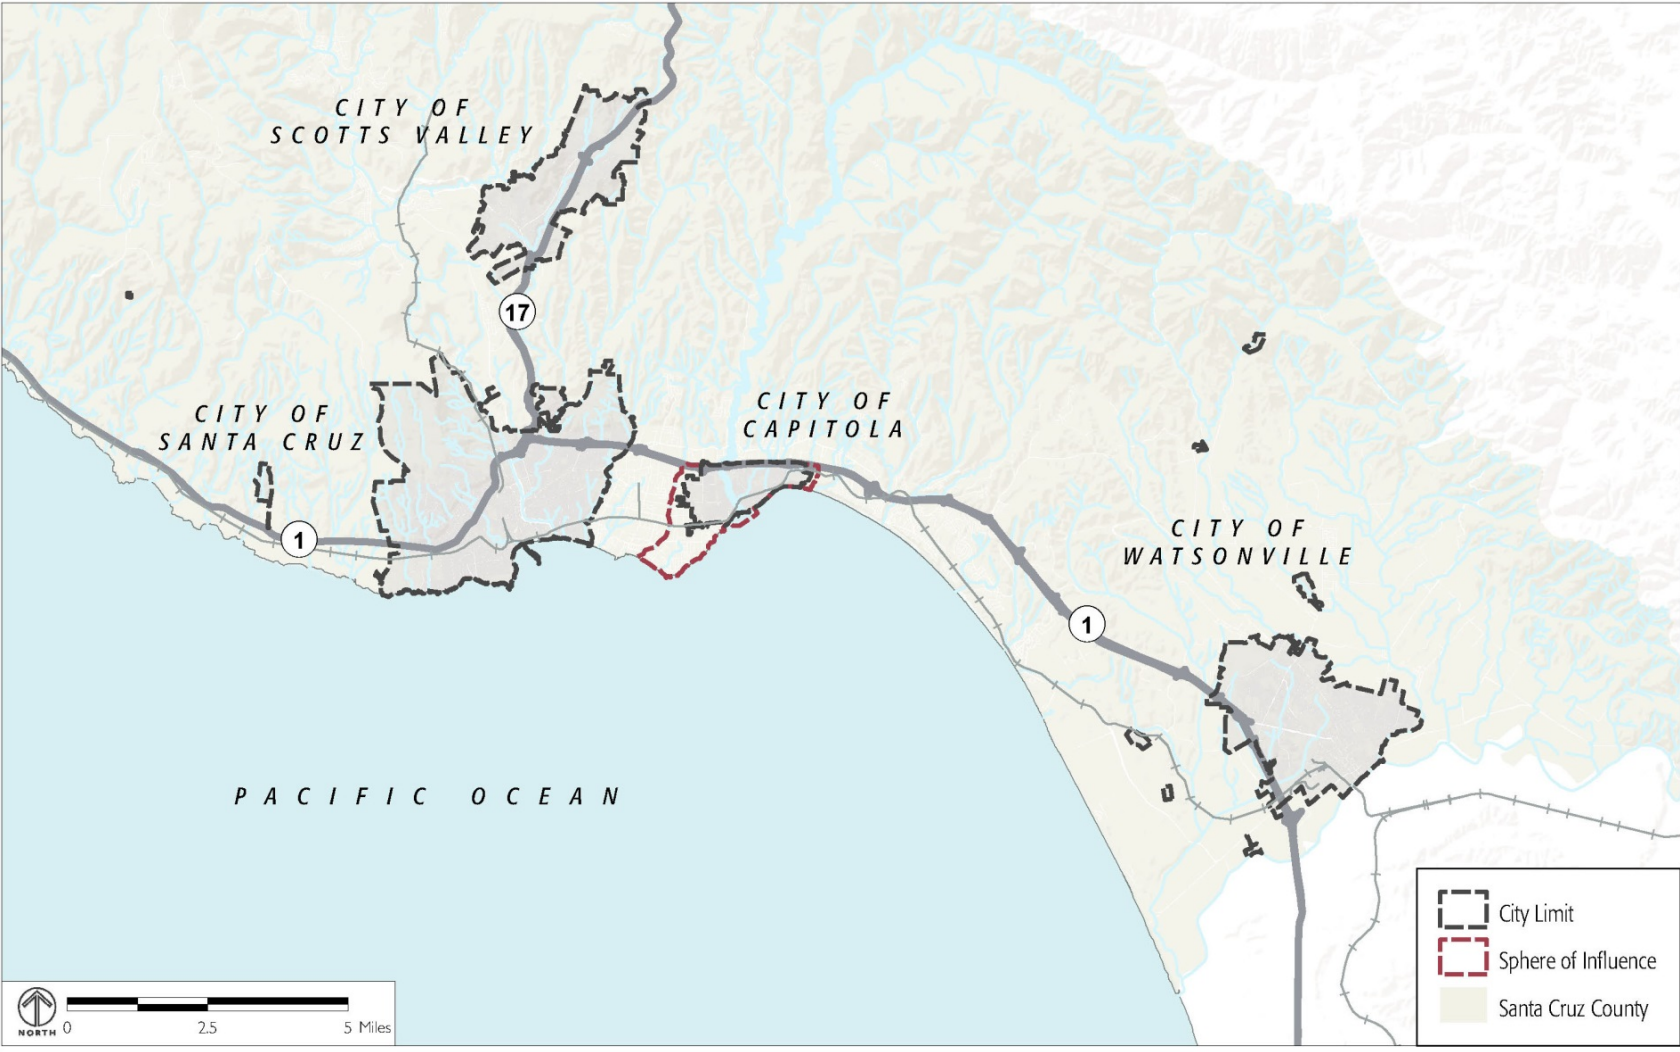 CITY OF
SCOTTS VALLEY
17
CITY OF
SANTA CRUZ
CITY OF
CAPITOLA
1
CITY OF
WATSONVILLE
1
PACIFIC OCEAN
City Limit
Sphere of Influence
Santa Cruz County
NORTH
0 2.5 5 Miles